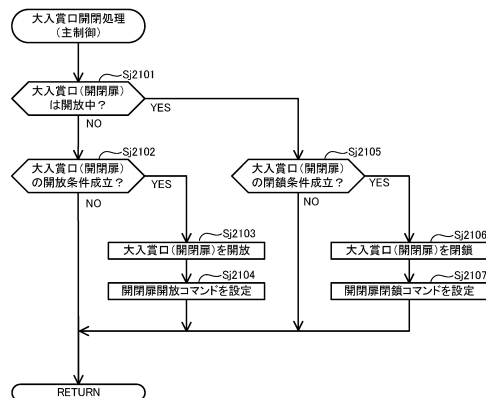 大入賞口開閉処理
(主制御)
Sj2101
大入賞口(開閉扉)
は開放中？
YES
NO
Sj2102
大入賞口(開閉扉)
の開放条件成立？
YES
NO
Sj2105
大入賞口(開閉扉)
の閉鎖条件成立？
YES
NO
Sj2103
大入賞口(開閉扉)を開放
Sj2104
開閉扉開放コマンドを設定
Sj2106
大入賞口(開閉扉)を閉鎖
Sj2107
開閉扉閉鎖コマンドを設定
RETURN